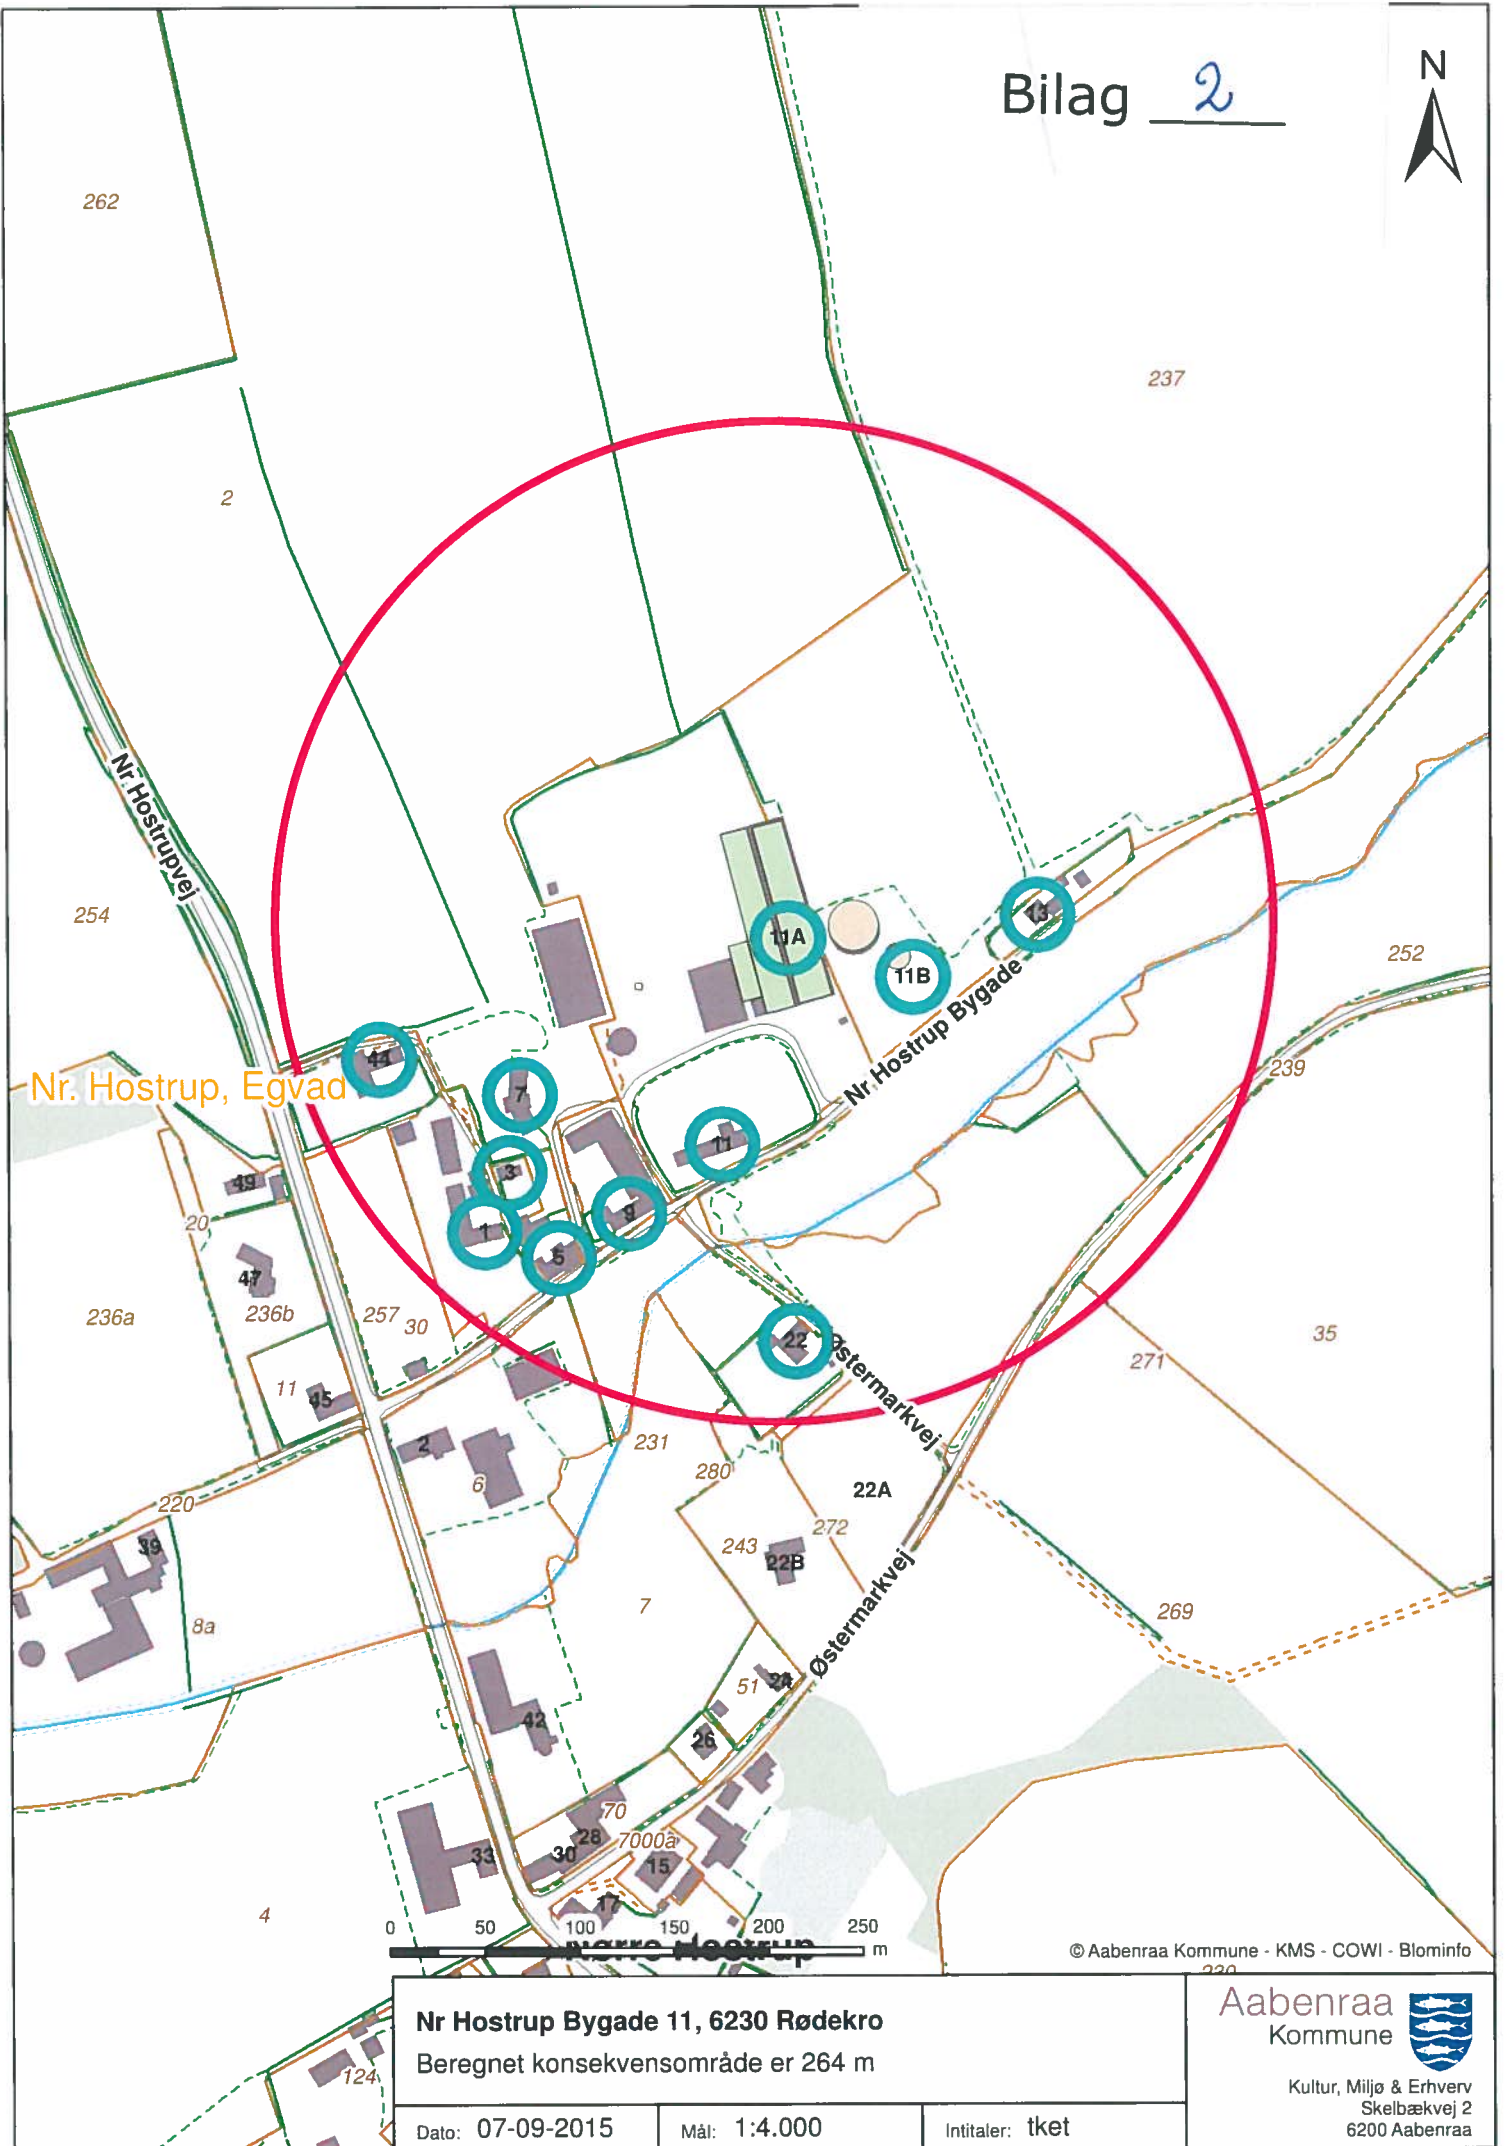 Bilag 2
N
262
237
2
Nr. Hostrupvej
254
252
13
11A
11B
Nr. Hostrup Bygade
44
Nr. Hostrup, Egvad
7
239
11
3
49
20
1
9
5
47
236a
236b
257
30
22
Østermarkvej
35
271
11
45
2
231
6
280
22A
220
243
272
39
22B
7
Østermarkvej
269
8a
51
24
42
26
70
28
7000a
33
30
15
17
4
0 50 100 150 200 250
m
Nørre Hostrup
© Aabenraa Kommune - KMS - COWI - Blominfo
230
Nr Hostrup Bygade 11, 6230 Rødekro
Beregnet konsekvensområde er 264 m
Aabenraa
Kommune
124
Kultur, Miljø & Erhverv
Skelbækvej 2
6200 Aabenraa
Dato: 07-09-2015
Mål: 1:4.000
Intitaler: tket